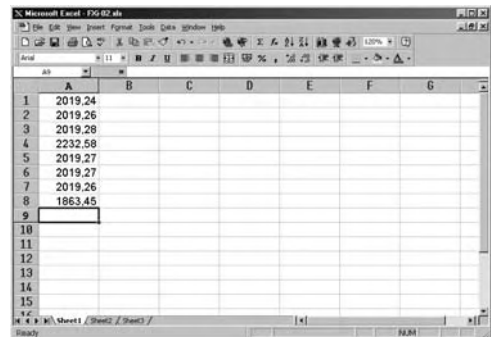 Microsoft Excel - FXG-02.xls
File Edit View Insert Format Tools Data Window Help
120%
Arial 11 B I U % ,
A9 =
A B C D E F G
1 2019,24
2 2019,26
3 2019,28
4 2232,58
5 2019,27
6 2019,27
7 2019,26
8 1863,45
9
10
11
12
13
14
15
16
Sheet1 / Sheet2 / Sheet3 /
Ready NUM